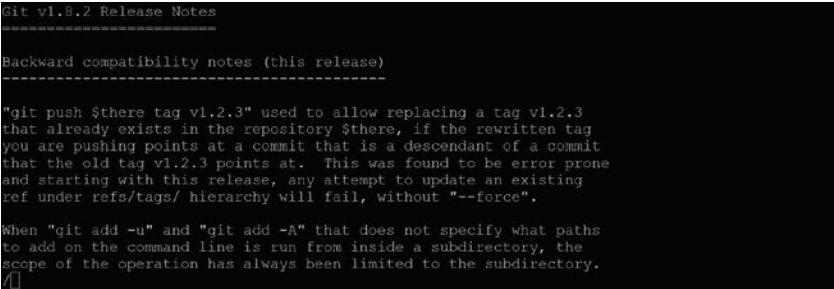 Git v1.8.2 Release Notes
========================
Backward compatibility notes (this release)
-------------------------------------------
"git push $there tag v1.2.3" used to allow replacing a tag v1.2.3
that already exists in the repository $there, if the rewritten tag
you are pushing points at a commit that is a descendant of a commit
that the old tag v1.2.3 points at.  This was found to be error prone
and starting with this release, any attempt to update an existing
ref under refs/tags/ hierarchy will fail, without "--force".
When "git add -u" and "git add -A" that does not specify what paths
to add on the command line is run from inside a subdirectory, the
scope of the operation has always been limited to the subdirectory.
/